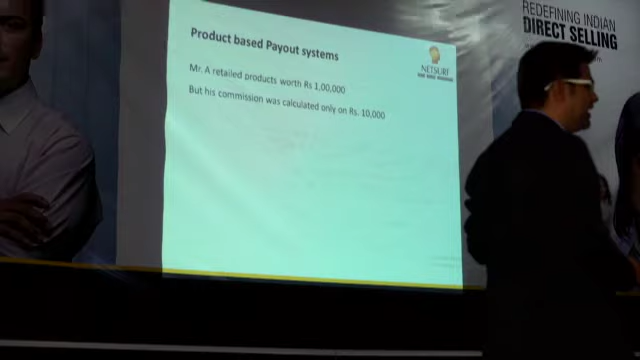 Product based Payout systems
Mr. A retailed products worth Rs 1,00,000
But his commission was calculated only on Rs. 10,000
NETSURF
REDEFINING INDIAN
DIRECT SELLING